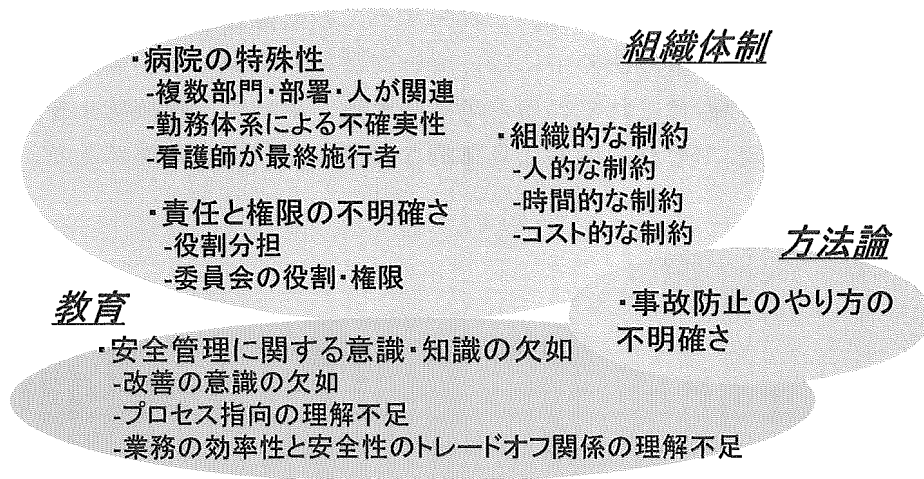 組織体制
・病院の特殊性
-複数部門・部署・人が関連
-勤務体系による不確実性
-看護師が最終施行者
・組織的な制約
-人的な制約
-時間的な制約
-コスト的な制約
・責任と権限の不明確さ
-役割分担
-委員会の役割・権限
方法論
・事故防止のやり方の
不明確さ
教育
・安全管理に関する意識・知識の欠如
-改善の意識の欠如
-プロセス指向の理解不足
-業務の効率性と安全性のトレードオフ関係の理解不足